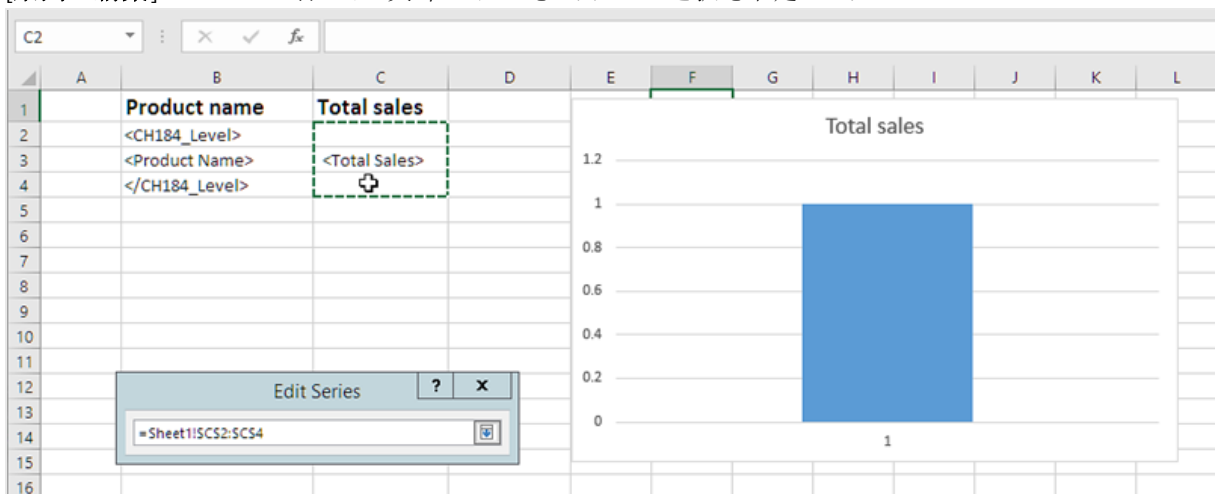 C2
fx
A B C D E F G H I J K L
1 Product name Total sales
2 <CH184_Level>
3 <Product Name> <Total Sales>
4 </CH184_Level>
5
6
7
8
9
10
11
12
13
14
15
16
Total sales
1.2
1
0.8
0.6
0.4
0.2
0
1
Edit Series ? x
=Sheet1!$C$2:$C$4